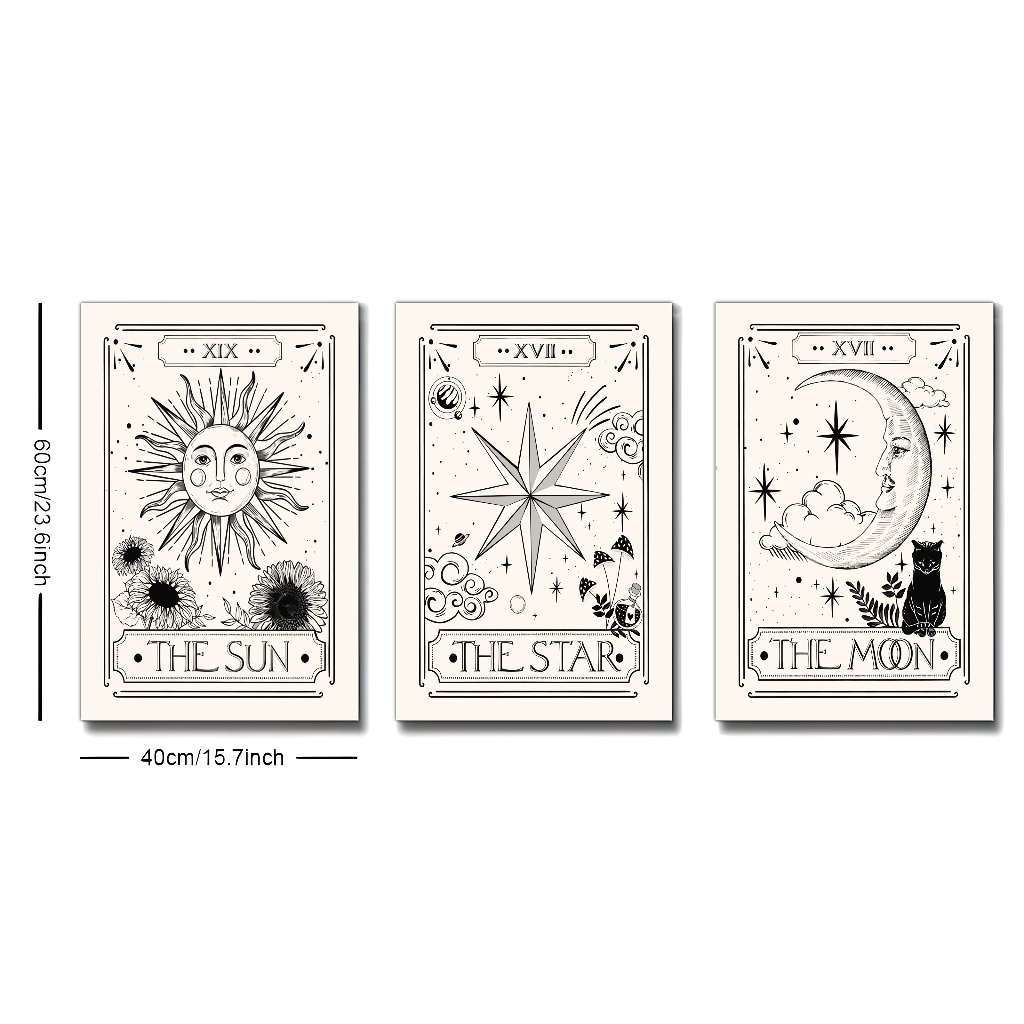 ·· XIX ··
·· XVII ··
·· XVII ··
60cm/23.6inch
• THE SUN •
• THE STAR •
• THE MOON •
40cm/15.7inch